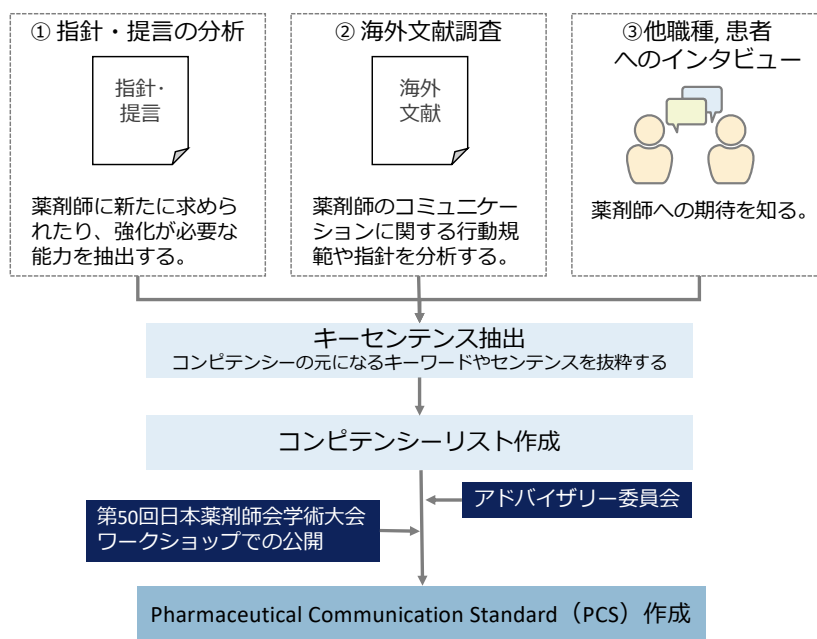 ① 指針・提言の分析
指針・
提言
薬剤師に新たに求めら
れたり、強化が必要な
能力を抽出する。
② 海外文献調査
海外
文献
薬剤師のコミュニケー
ションに関する行動規
範や指針を分析する。
③他職種, 患者
へのインタビュー
薬剤師への期待を知る。
キーセンテンス抽出
コンピテンシーの元になるキーワードやセンテンスを抜粋する
コンピテンシーリスト作成
アドバイザリー委員会
第50回日本薬剤師会学術大会
ワークショップでの公開
Pharmaceutical Communication Standard（PCS）作成